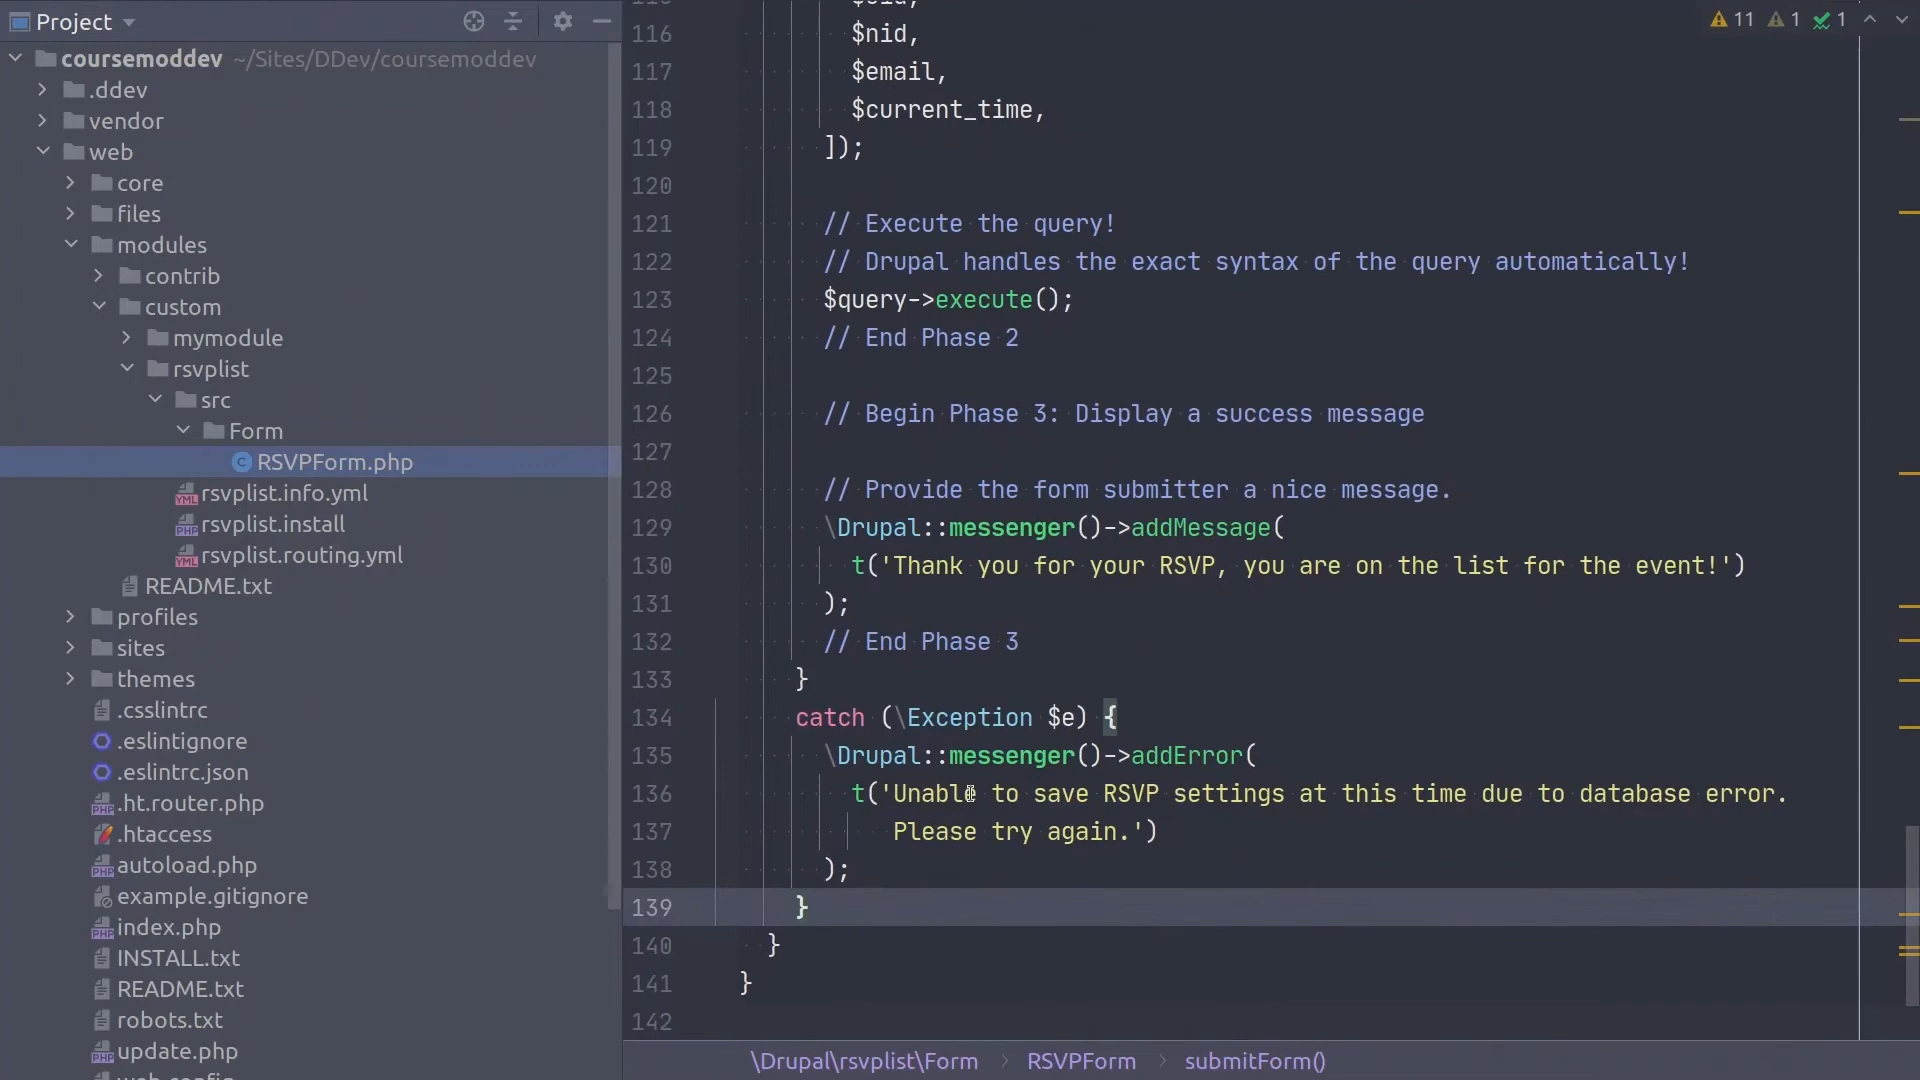 Project
coursemoddev ~/Sites/DDev/coursemoddev
.ddev
vendor
web
core
files
modules
contrib
custom
mymodule
rsvplist
src
Form
RSVPForm.php
rsvplist.info.yml
rsvplist.install
rsvplist.routing.yml
README.txt
profiles
sites
themes
.csslintrc
.eslintignore
.eslintrc.json
.ht.router.php
.htaccess
autoload.php
example.gitignore
index.php
INSTALL.txt
README.txt
robots.txt
update.php
11 1 1
116 $nid,
117 $email,
118 $current_time,
119 ]);
120
121 // Execute the query!
122 // Drupal handles the exact syntax of the query automatically!
123 $query->execute();
124 // End Phase 2
125
126 // Begin Phase 3: Display a success message
127
128 // Provide the form submitter a nice message.
129 \Drupal::messenger()->addMessage(
130 t('Thank you for your RSVP, you are on the list for the event!')
131 );
132 // End Phase 3
133 }
134 catch (\Exception $e) {
135 \Drupal::messenger()->addError(
136 t('Unable to save RSVP settings at this time due to database error.
137 Please try again.')
138 );
139 }
140 }
141 }
142
\Drupal\rsvplist\Form > RSVPForm > submitForm()